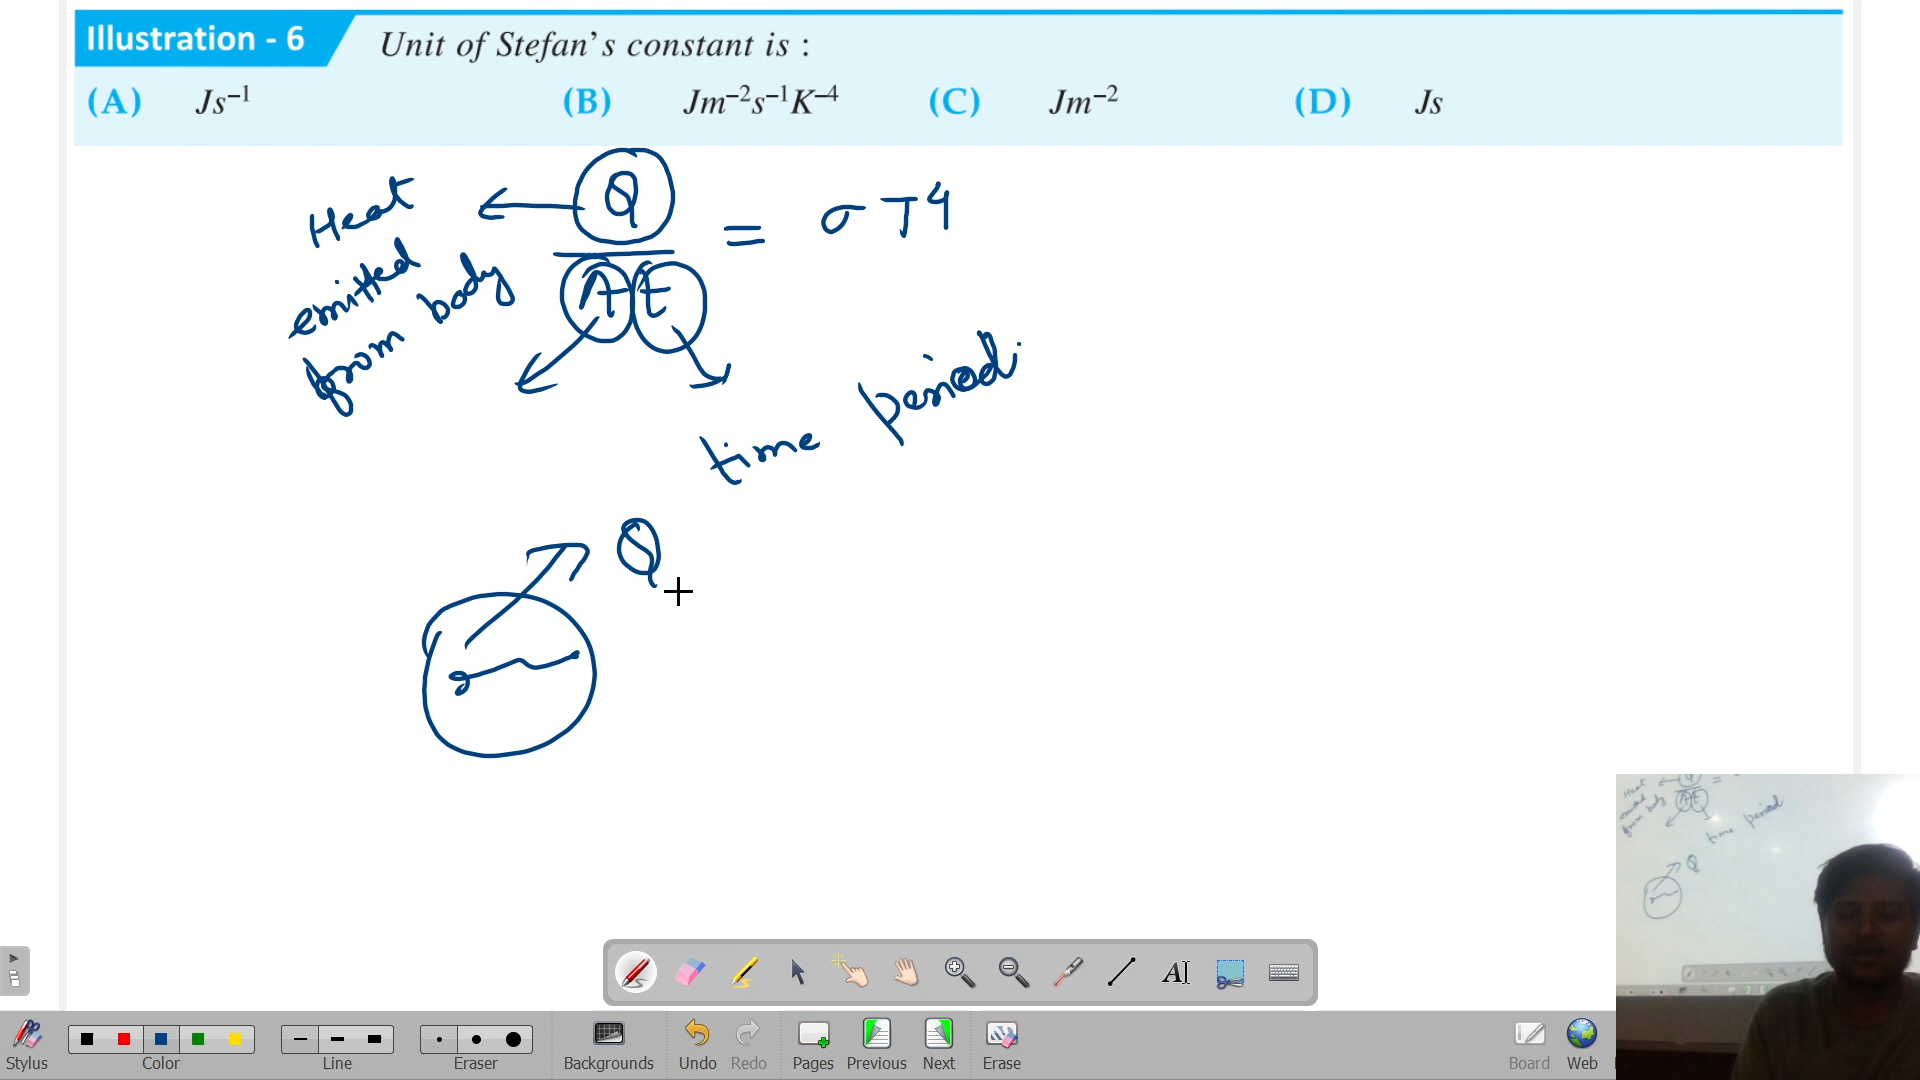 Illustration - 6 Unit of Stefan's constant is :
(A) Js⁻¹ (B) Jm⁻²s⁻¹K⁻⁴ (C) Jm⁻² (D) Js
Heat
emitted
from body
Q
At
= σT⁴
time period
Q
Stylus Color Line Eraser Backgrounds Undo Redo Pages Previous Next Erase Board Web